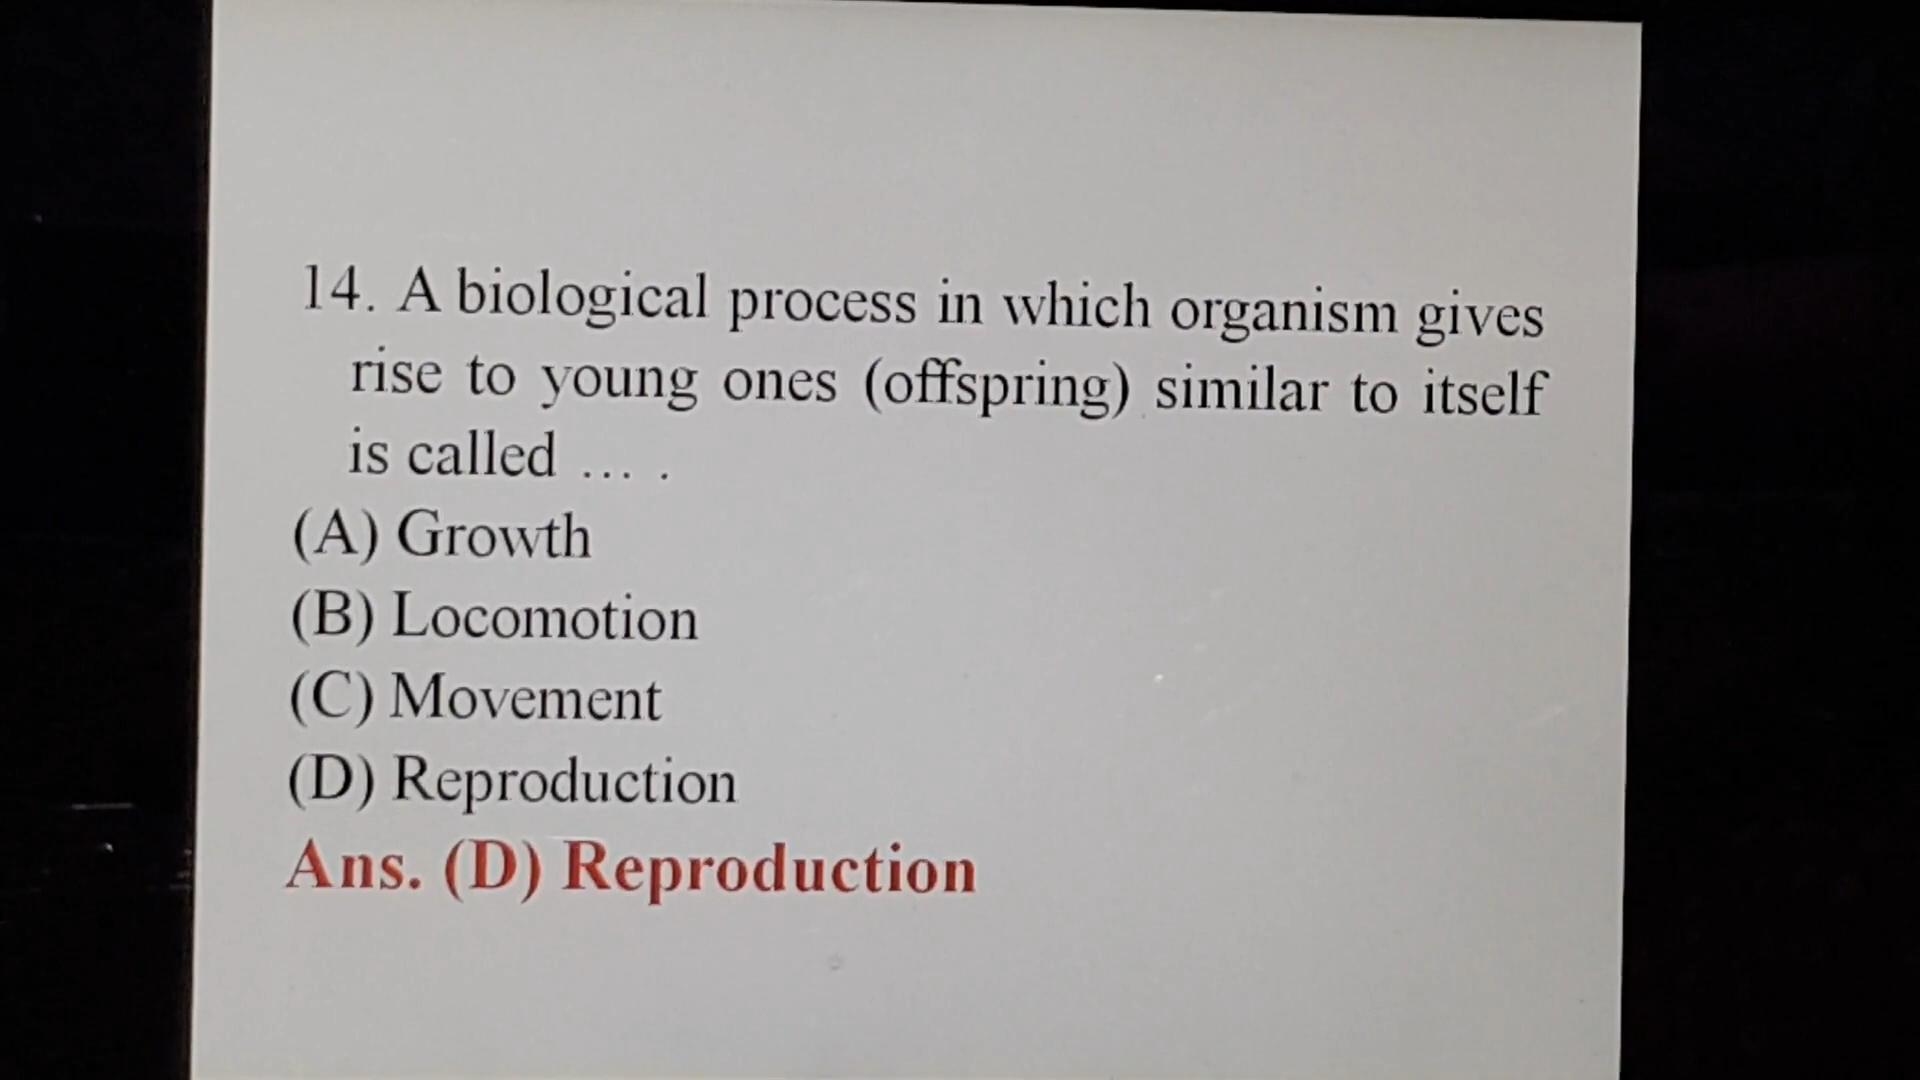 14. A biological process in which organism gives
rise to young ones (offspring) similar to itself
is called ... .
(A) Growth
(B) Locomotion
(C) Movement
(D) Reproduction
Ans. (D) Reproduction